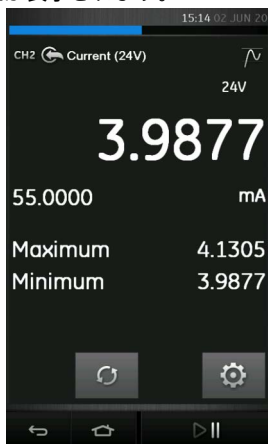 15:14 02 JUN 20
CH2 Current (24V)
24V
3.9877
55.0000 mA
Maximum 4.1305
Minimum 3.9877